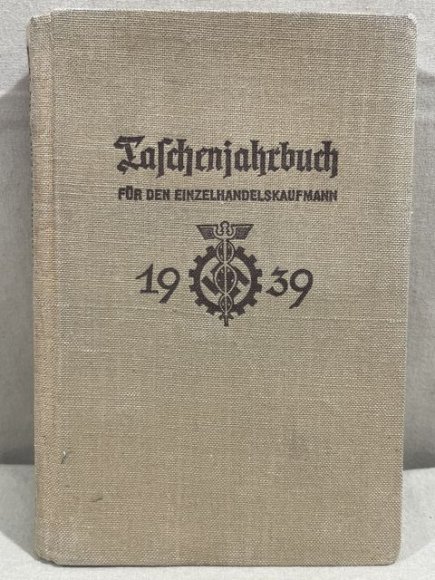 Taschenjahrbuch
FÜR DEN EINZELHANDELSKAUFMANN
1939